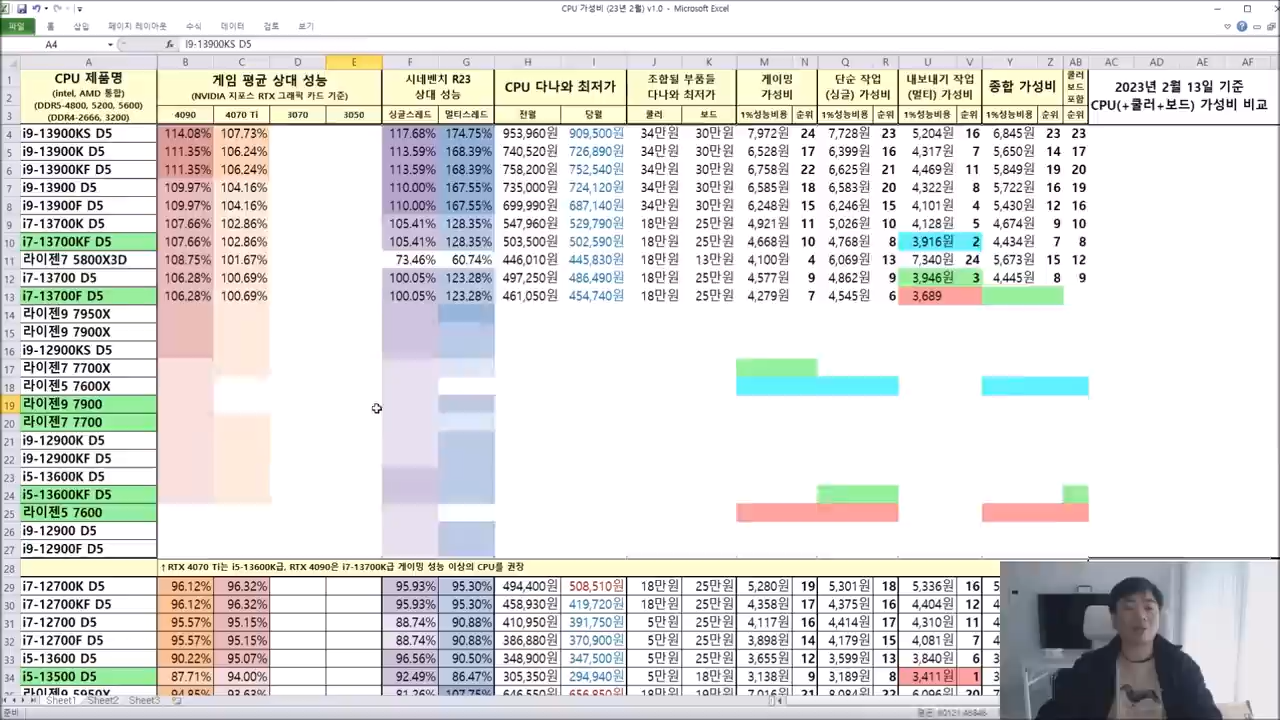 CPU 가성비 (23년 2월) v1.0 - Microsoft Excel
파일 홈 삽입 페이지 레이아웃 수식 데이터 검토 보기
A4 fx i9-13900KS D5
A B C D E F G H I J K M N Q R U V Y Z AB AC AD AE AF
CPU 제품명 (intel, AMD 통합) (DDR5-4800, 5200, 5600) (DDR4-2666, 3200)
게임 평균 상대 성능 (NVIDIA 지포스 RTX 그래픽 카드 기준)
시네벤치 R23 상대 성능
CPU 다나와 최저가
조합될 부품들 다나와 최저가
게이밍 가성비
단순 작업 (싱글) 가성비
내보내기 작업 (멀티) 가성비
종합 가성비
쿨러 보드 포함
2023년 2월 13일 기준
CPU(+쿨러+보드) 가성비 비교
4090 4070 Ti 3070 3050 싱글스레드 멀티스레드 전월 당월 쿨러 보드 1%성능비용 순위 1%성능비용 순위 1%성능비용 순위 1%성능비용 순위 순위
4 i9-13900KS D5 114.08% 107.73% 117.68% 174.75% 953,960원 909,500원 34만원 30만원 7,972원 24 7,728원 23 5,204원 16 6,845원 23 23
5 i9-13900K D5 111.35% 106.24% 113.59% 168.39% 740,520원 726,890원 34만원 30만원 6,528원 17 6,399원 16 4,317원 7 5,650원 14 17
6 i9-13900KF D5 111.35% 106.24% 113.59% 168.39% 758,200원 752,540원 34만원 30만원 6,758원 22 6,625원 21 4,469원 11 5,849원 19 20
7 i9-13900 D5 109.97% 104.16% 110.00% 167.55% 735,000원 724,120원 34만원 30만원 6,585원 18 6,583원 20 4,322원 8 5,722원 16 19
8 i9-13900F D5 109.97% 104.16% 110.00% 167.55% 699,990원 687,140원 34만원 30만원 6,248원 15 6,246원 15 4,101원 4 5,430원 12 16
9 i7-13700K D5 107.66% 102.86% 105.41% 128.35% 547,960원 529,790원 18만원 25만원 4,921원 11 5,026원 10 4,128원 5 4,674원 9 10
10 i7-13700KF D5 107.66% 102.86% 105.41% 128.35% 503,500원 502,590원 18만원 25만원 4,668원 10 4,768원 8 3,916원 2 4,434원 7 8
11 라이젠7 5800X3D 108.75% 101.67% 73.46% 60.74% 446,010원 445,830원 18만원 13만원 4,100원 4 6,069원 13 7,340원 24 5,673원 15 12
12 i7-13700 D5 106.28% 100.69% 100.05% 123.28% 497,250원 486,490원 18만원 25만원 4,577원 9 4,862원 9 3,946원 3 4,445원 8 9
13 i7-13700F D5 106.28% 100.69% 100.05% 123.28% 461,050원 454,740원 18만원 25만원 4,279원 7 4,545원 6 3,689
14 라이젠9 7950X
15 라이젠9 7900X
16 i9-12900KS D5
17 라이젠7 7700X
18 라이젠5 7600X
19 라이젠9 7900
20 라이젠7 7700
21 i9-12900K D5
22 i9-12900KF D5
23 i5-13600K D5
24 i5-13600KF D5
25 라이젠5 7600
26 i9-12900 D5
27 i9-12900F D5
28 ↑RTX 4070 Ti는 i5-13600K급, RTX 4090은 i7-13700K급 게이밍 성능 이상의 CPU를 권장
29 i7-12700K D5 96.12% 96.32% 95.93% 95.30% 494,400원 508,510원 18만원 25만원 5,280원 19 5,301원 18 5,336원 16
30 i7-12700KF D5 96.12% 96.32% 95.93% 95.30% 458,930원 419,720원 18만원 25만원 4,358원 17 4,375원 16 4,404원 12
31 i7-12700 D5 95.57% 95.15% 88.74% 90.88% 410,950원 391,750원 5만원 25만원 4,117원 16 4,414원 17 4,310원 11
32 i7-12700F D5 95.57% 95.15% 88.74% 90.88% 386,880원 370,900원 5만원 25만원 3,898원 14 4,179원 15 4,081원 7
33 i5-13600 D5 90.22% 95.07% 96.56% 90.50% 348,900원 347,500원 5만원 25만원 3,655원 12 3,599원 13 3,840원 6
34 i5-13500 D5 87.71% 94.00% 92.49% 86.47% 305,350원 294,940원 5만원 25만원 3,138원 9 3,189원 8 3,411원 1
Sheet1 Sheet2 Sheet3
준비